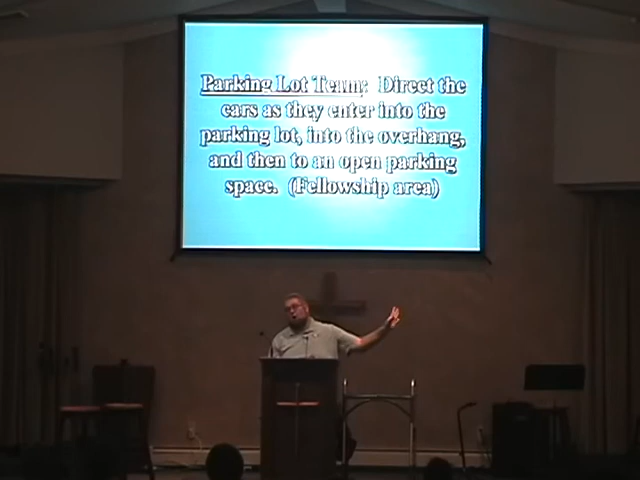 Parking Lot Team: Direct the
cars as they enter into the
parking lot, into the overhang,
and then to an open parking
space. (Fellowship area)